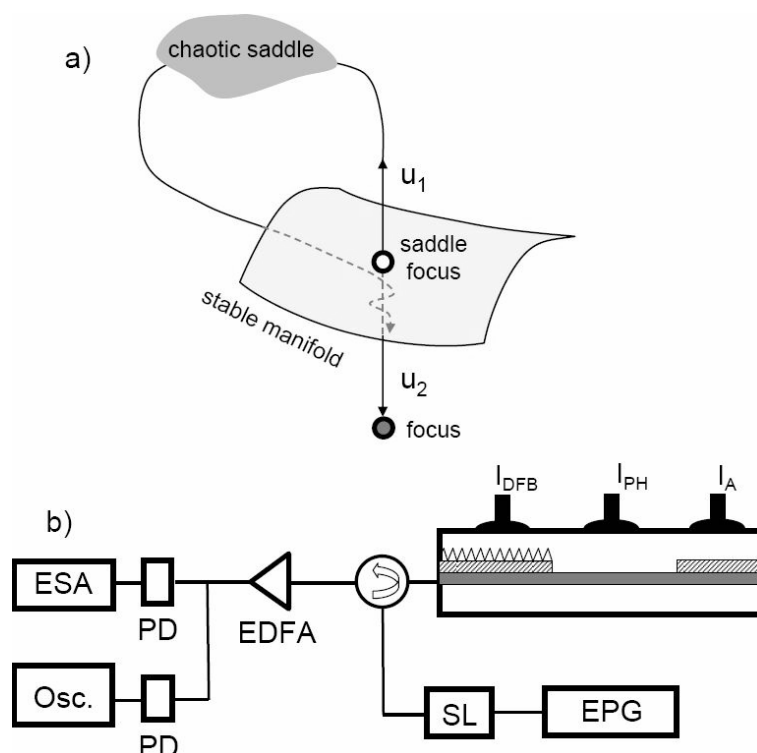 a)
chaotic saddle
u1
saddle
focus
stable manifold
u2
focus
b)
IDFB
IPH
IA
ESA
PD
EDFA
Osc.
PD
SL
EPG